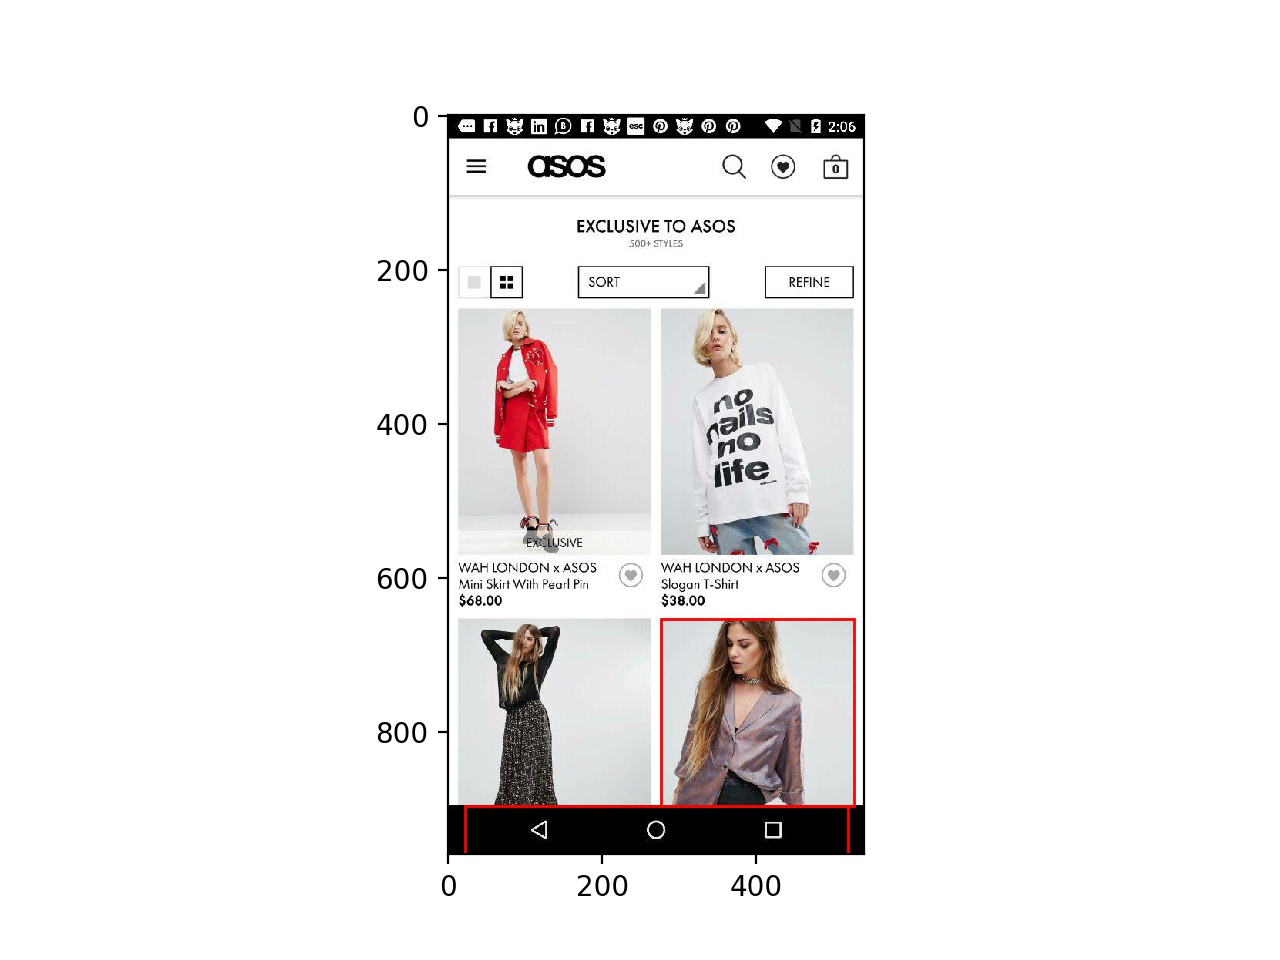 0
2:06
asos
0
EXCLUSIVE TO ASOS
500+ STYLES
200
SORT
REFINE
no
nails
no
life
400
EXCLUSIVE
WAH LONDON x ASOS
Mini Skirt With Pearl Pin
$68.00
WAH LONDON x ASOS
Slogan T-Shirt
$38.00
600
800
0
200
400